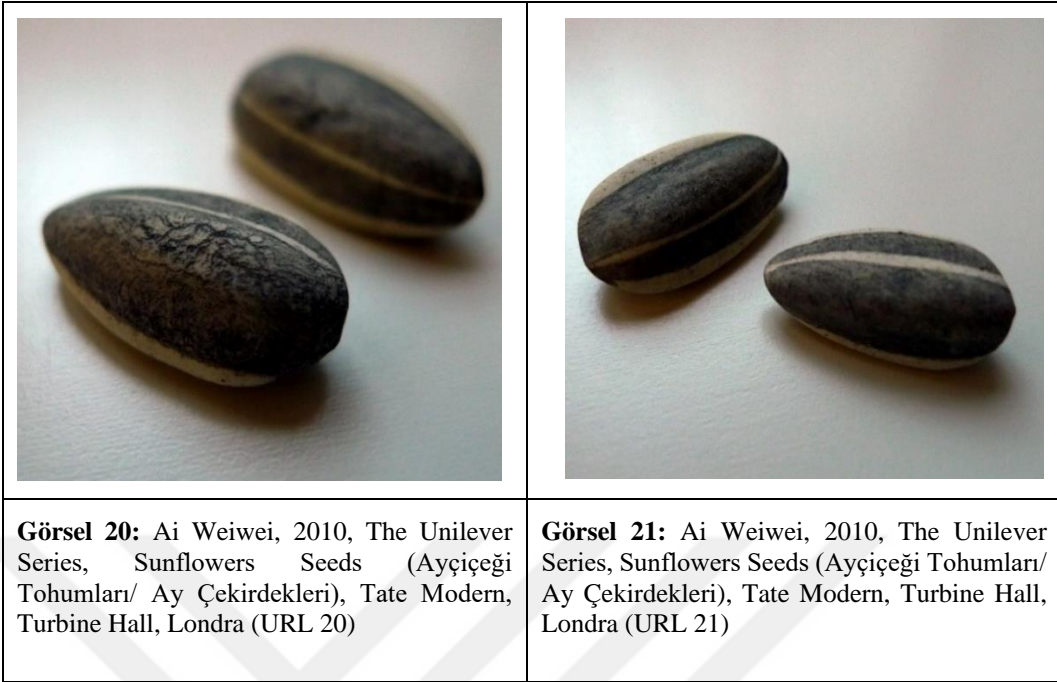 Görsel 20: Ai Weiwei, 2010, The Unilever
Series, Sunflowers Seeds (Ayçiçeği
Tohumları/ Ay Çekirdekleri), Tate Modern,
Turbine Hall, Londra (URL 20)
Görsel 21: Ai Weiwei, 2010, The Unilever
Series, Sunflowers Seeds (Ayçiçeği Tohumları/
Ay Çekirdekleri), Tate Modern, Turbine Hall,
Londra (URL 21)